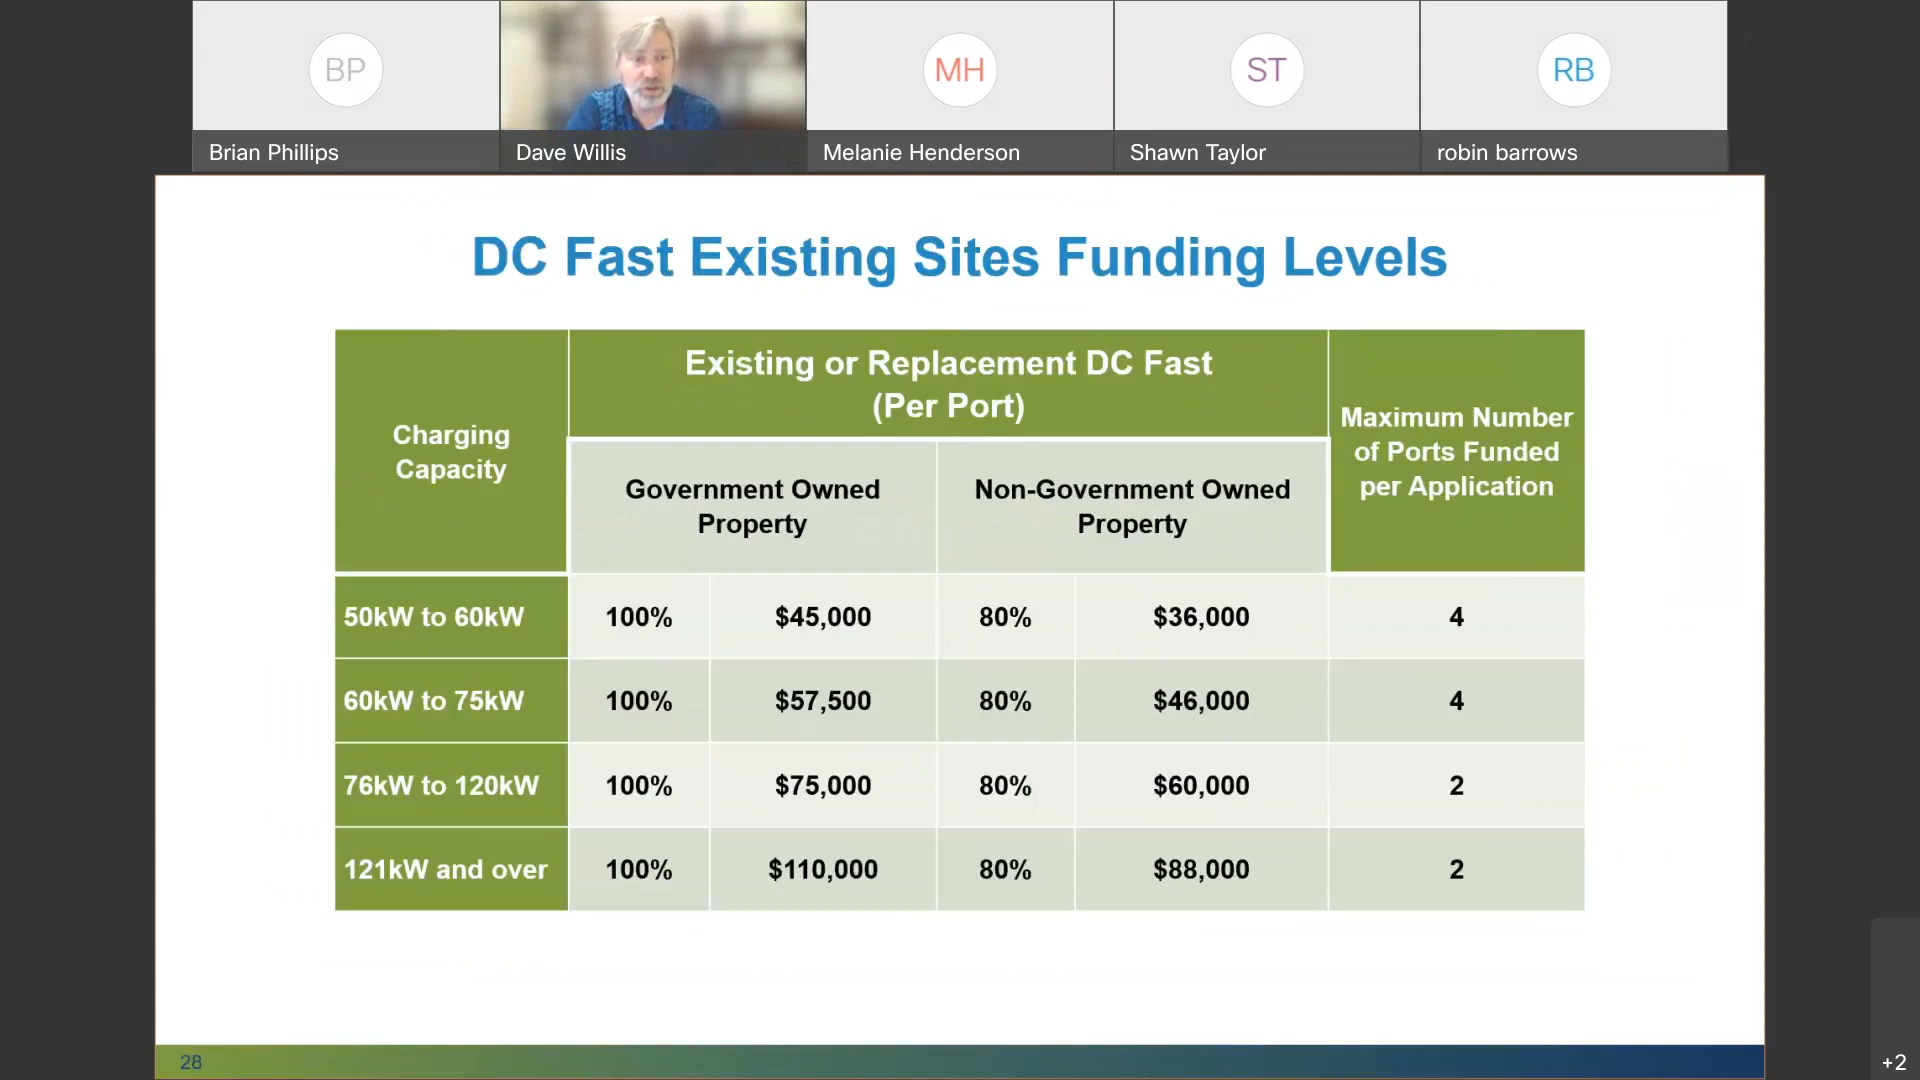 BP
MH
ST
RB
Brian Phillips
Dave Willis
Melanie Henderson
Shawn Taylor
robin barrows
DC Fast Existing Sites Funding Levels
Charging
Capacity
Existing or Replacement DC Fast
(Per Port)
Maximum Number
of Ports Funded
per Application
Government Owned
Property
Non-Government Owned
Property
50kW to 60kW 100% $45,000 80% $36,000 4
60kW to 75kW 100% $57,500 80% $46,000 4
76kW to 120kW 100% $75,000 80% $60,000 2
121kW and over 100% $110,000 80% $88,000 2
28
+2